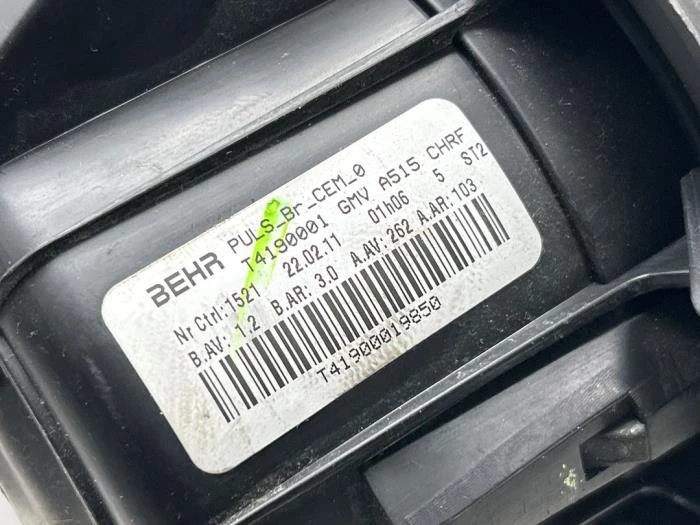 BEHR PULS_Br_CEM_0
T4190001 GMV A515 CHRF
Nr Ctrl:1521 22.02.11 01h06 5 ST2
B.AV: 1.2 B.AR: 3.0 A.AV: 262 A.AR: 103
T41900019850